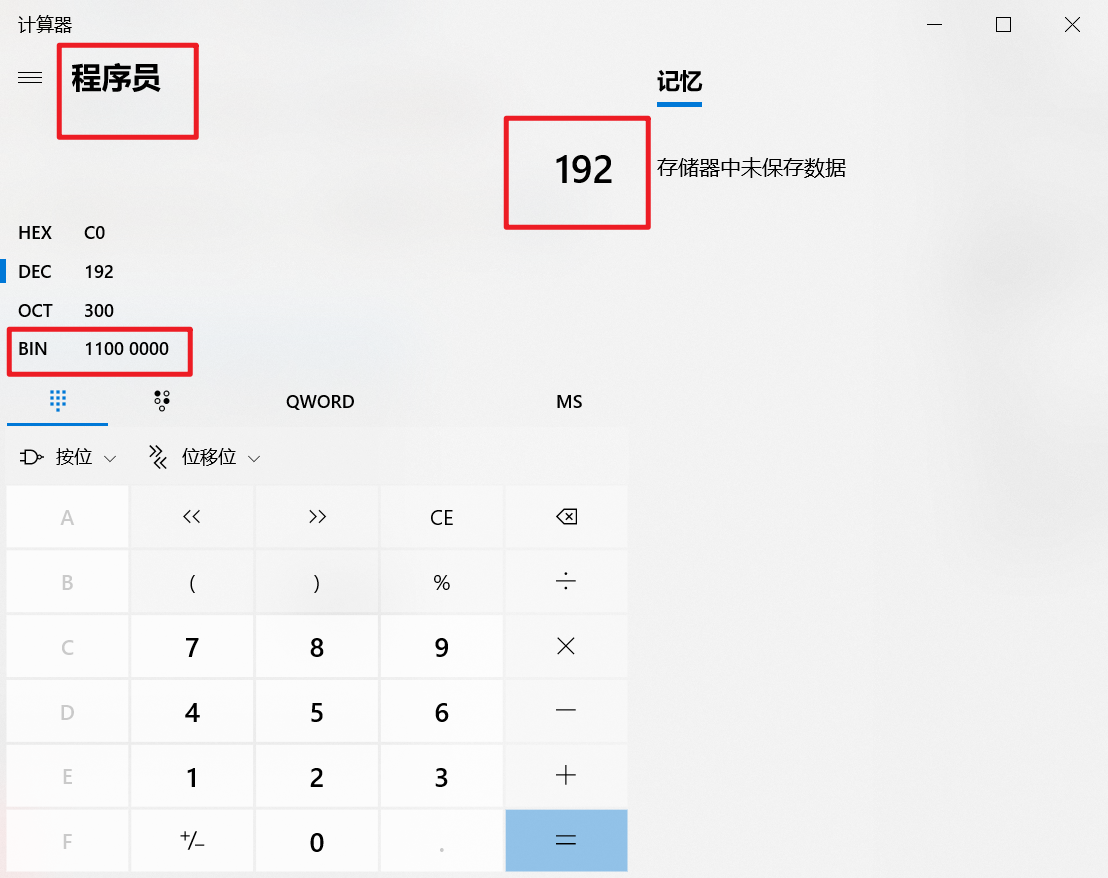 计算器
程序员
记忆
192
存储器中未保存数据
HEX C0
DEC 192
OCT 300
BIN 1100 0000
QWORD MS
按位 位移位
A << >> CE
B ( ) % ÷
C 7 8 9 ×
D 4 5 6 −
E 1 2 3 +
F +/− 0 . =